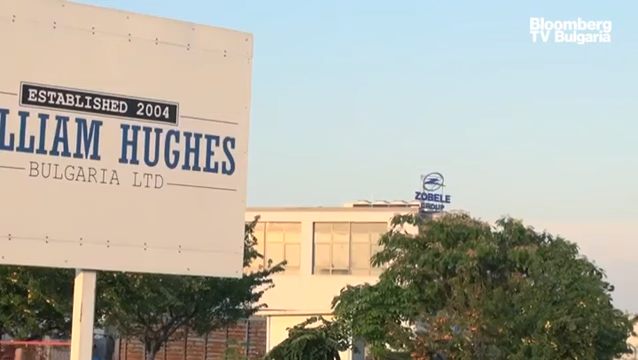 Bloomberg
TV Bulgaria
ESTABLISHED 2004
LLIAM HUGHES
BULGARIA LTD
ZOBELE
GROUP